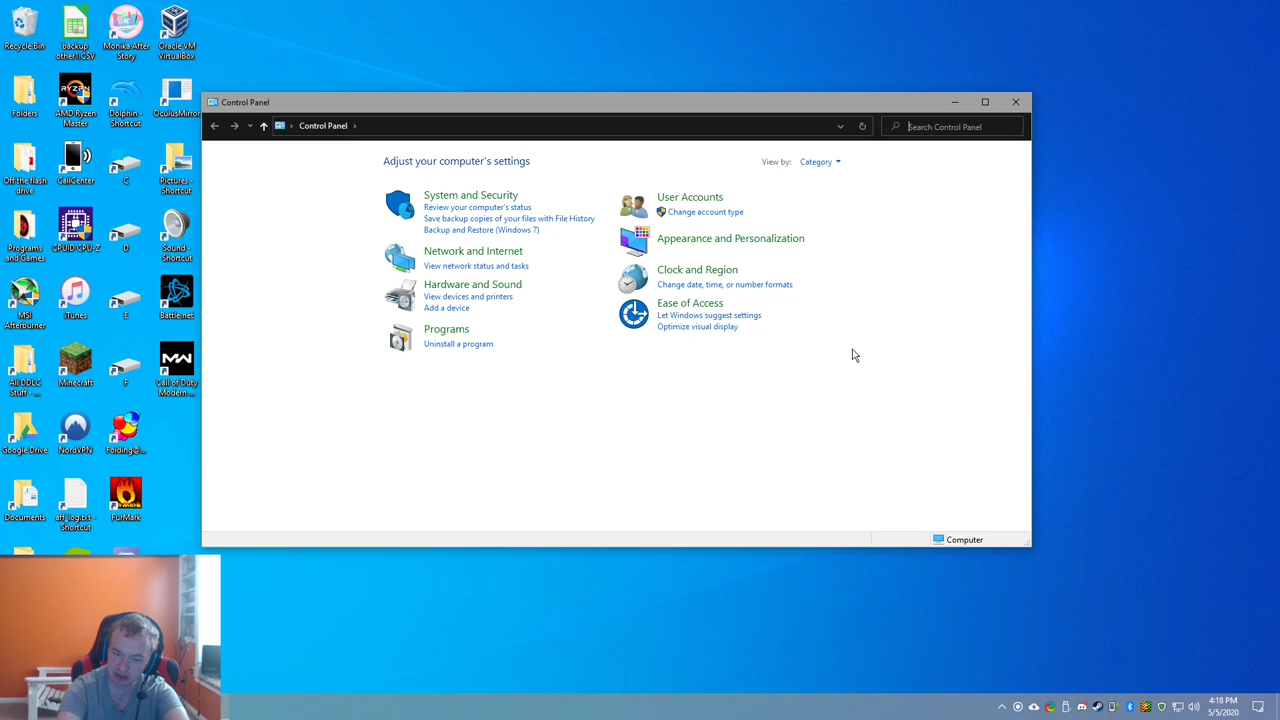 Recycle Bin
backup other1!CSV
Monika After Story
Oracle VM VirtualBox
Folders
AMD Ryzen Master
Dolphin - Shortcut
OculusMirror
Off the flash drive
CallCenter
C
Pictures - Shortcut
Programs and Games
CPUID CPU-Z
D
Sound - Shortcut
MSI Afterburner
iTunes
E
Battle.net
All DDLC Stuff - ...
Minecraft
F
Call of Duty Modern ...
Google Drive
NordVPN
Folding@...
Documents
aff_log.txt - Shortcut
FurMark
Control Panel
Control Panel
Search Control Panel
Adjust your computer's settings
View by: Category
System and Security
Review your computer's status
Save backup copies of your files with File History
Backup and Restore (Windows 7)
Network and Internet
View network status and tasks
Hardware and Sound
View devices and printers
Add a device
Programs
Uninstall a program
User Accounts
Change account type
Appearance and Personalization
Clock and Region
Change date, time, or number formats
Ease of Access
Let Windows suggest settings
Optimize visual display
Computer
4:18 PM
5/5/2020